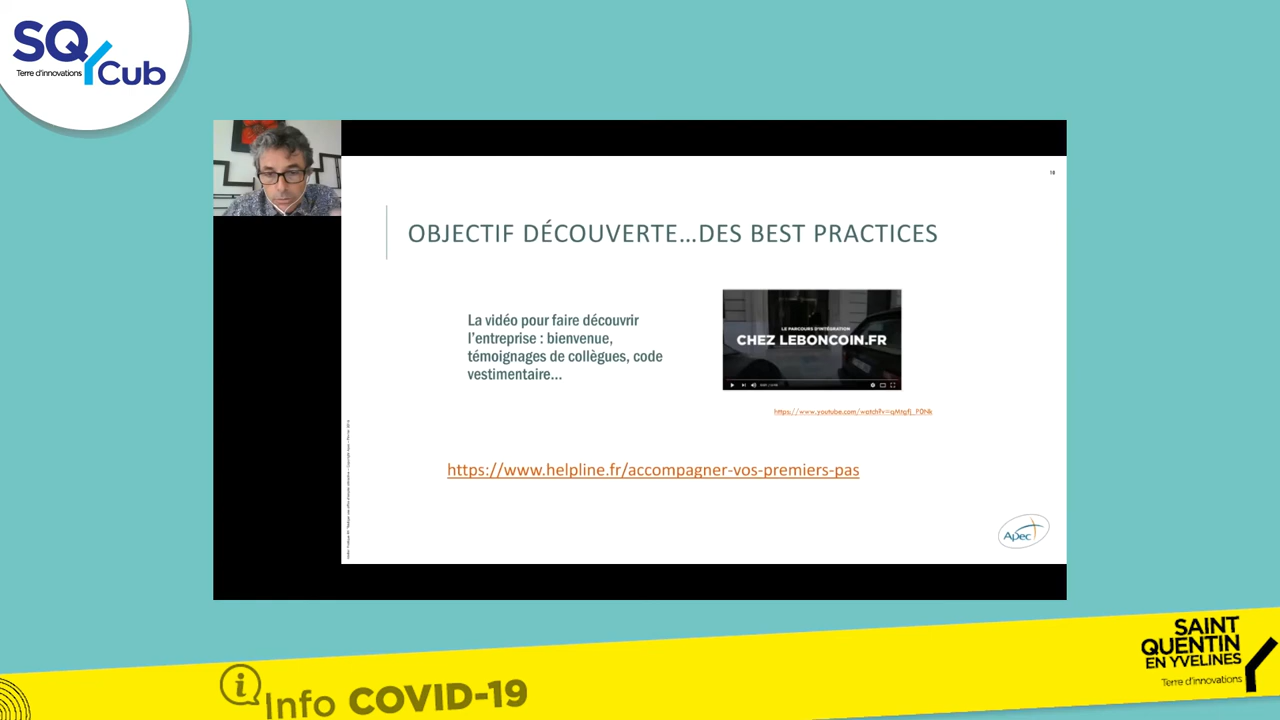 SQY Cub
Terre d'innovations
16
OBJECTIF DÉCOUVERTE...DES BEST PRACTICES
La vidéo pour faire découvrir
l'entreprise : bienvenue,
témoignages de collègues, code
vestimentaire...
LE PARCOURS D'INTÉGRATION
CHEZ LEBONCOIN.FR
https://www.helpline.fr/accompagner-vos-premiers-pas
Apec
Info COVID-19
SAINT
QUENTIN
EN YVELINES
Terre d'innovations